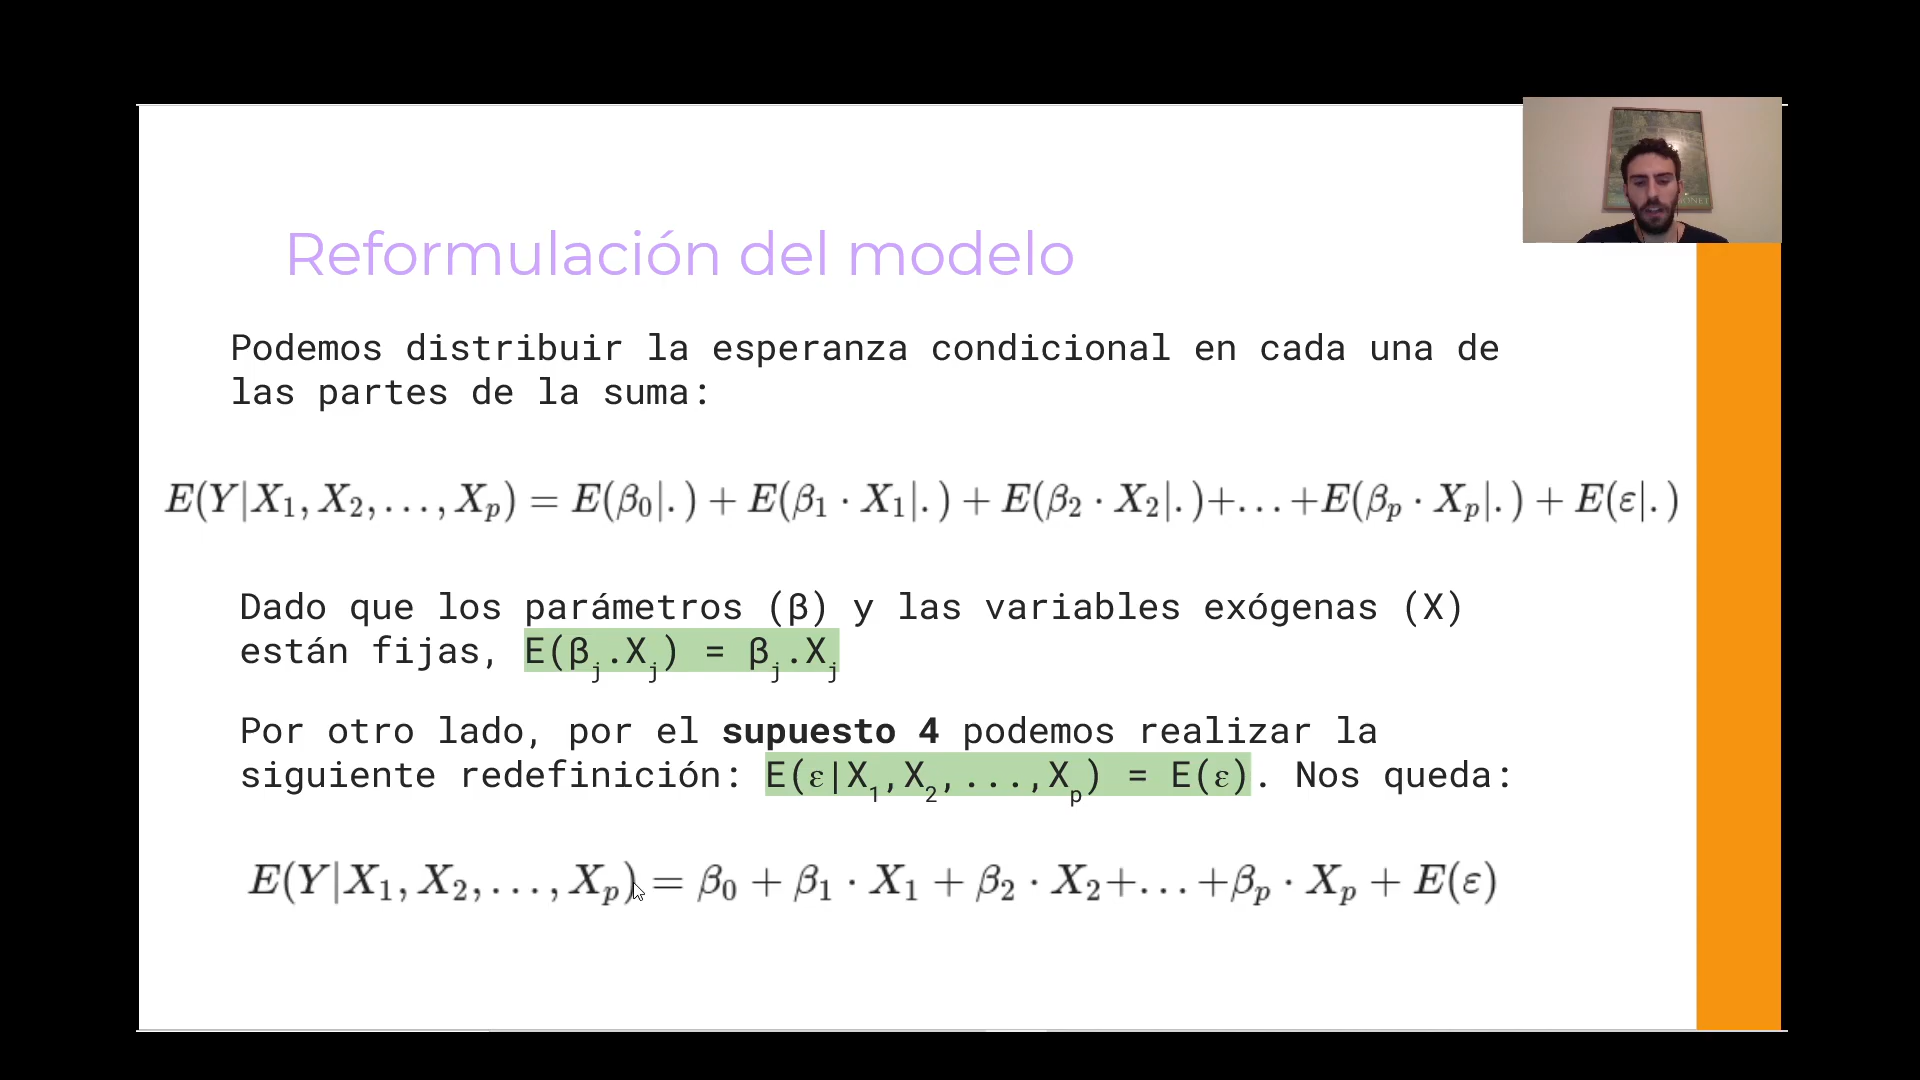 Reformulación del modelo
Podemos distribuir la esperanza condicional en cada una de
las partes de la suma:
E(Y|X₁, X₂, ..., Xₚ) = E(β₀|.) + E(β₁ · X₁|.) + E(β₂ · X₂|.)+...+E(βₚ · Xₚ|.) + E(ε|.)
Dado que los parámetros (β) y las variables exógenas (X)
están fijas, E(βⱼ.Xⱼ) = βⱼ.Xⱼ
Por otro lado, por el supuesto 4 podemos realizar la
siguiente redefinición: E(ε|X₁,X₂,...,Xₚ) = E(ε). Nos queda:
E(Y|X₁, X₂, ..., Xₚ) = β₀ + β₁ · X₁ + β₂ · X₂+...+βₚ · Xₚ + E(ε)